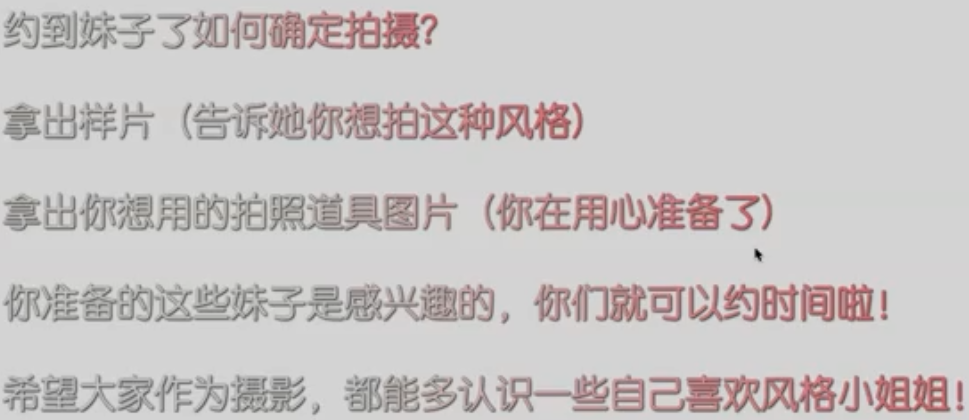 约到妹子了如何确定拍摄?
拿出样片（告诉她你想拍这种风格）
拿出你想用的拍照道具图片（你在用心准备了）
你准备的这些妹子是感兴趣的，你们就可以约时间啦!
希望大家作为摄影，都能多认识一些自己喜欢风格小姐姐!